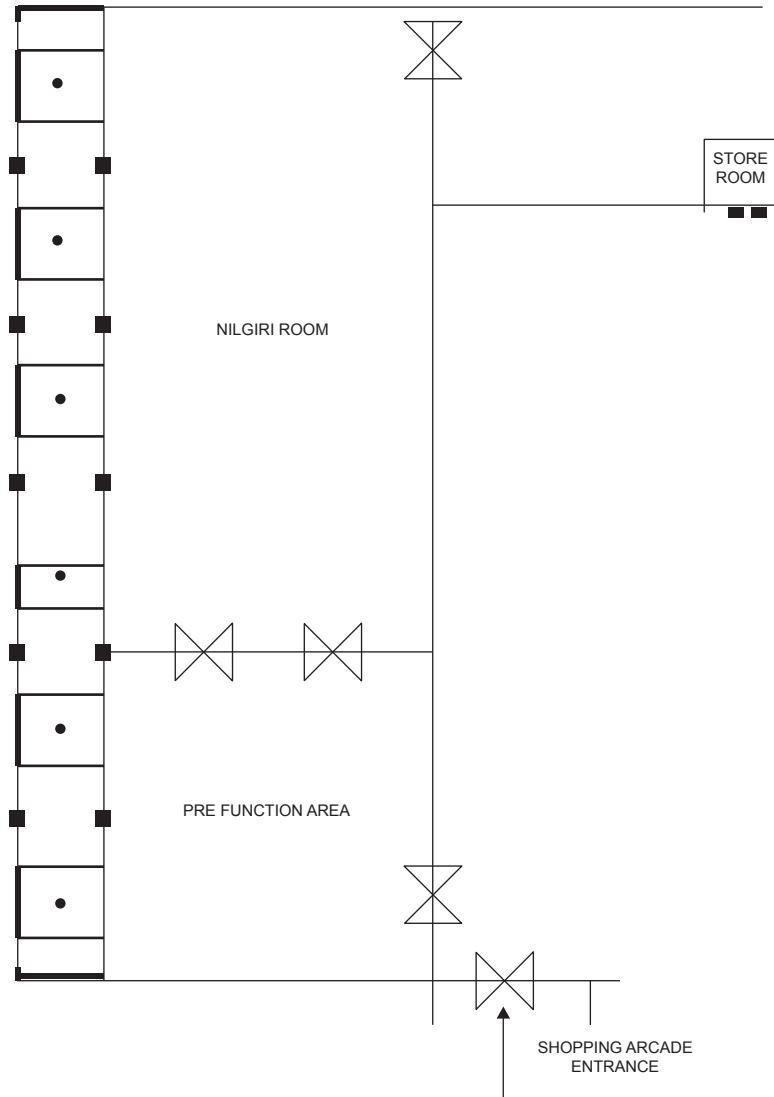 STORE
ROOM
NILGIRI ROOM
PRE FUNCTION AREA
SHOPPING ARCADE
ENTRANCE